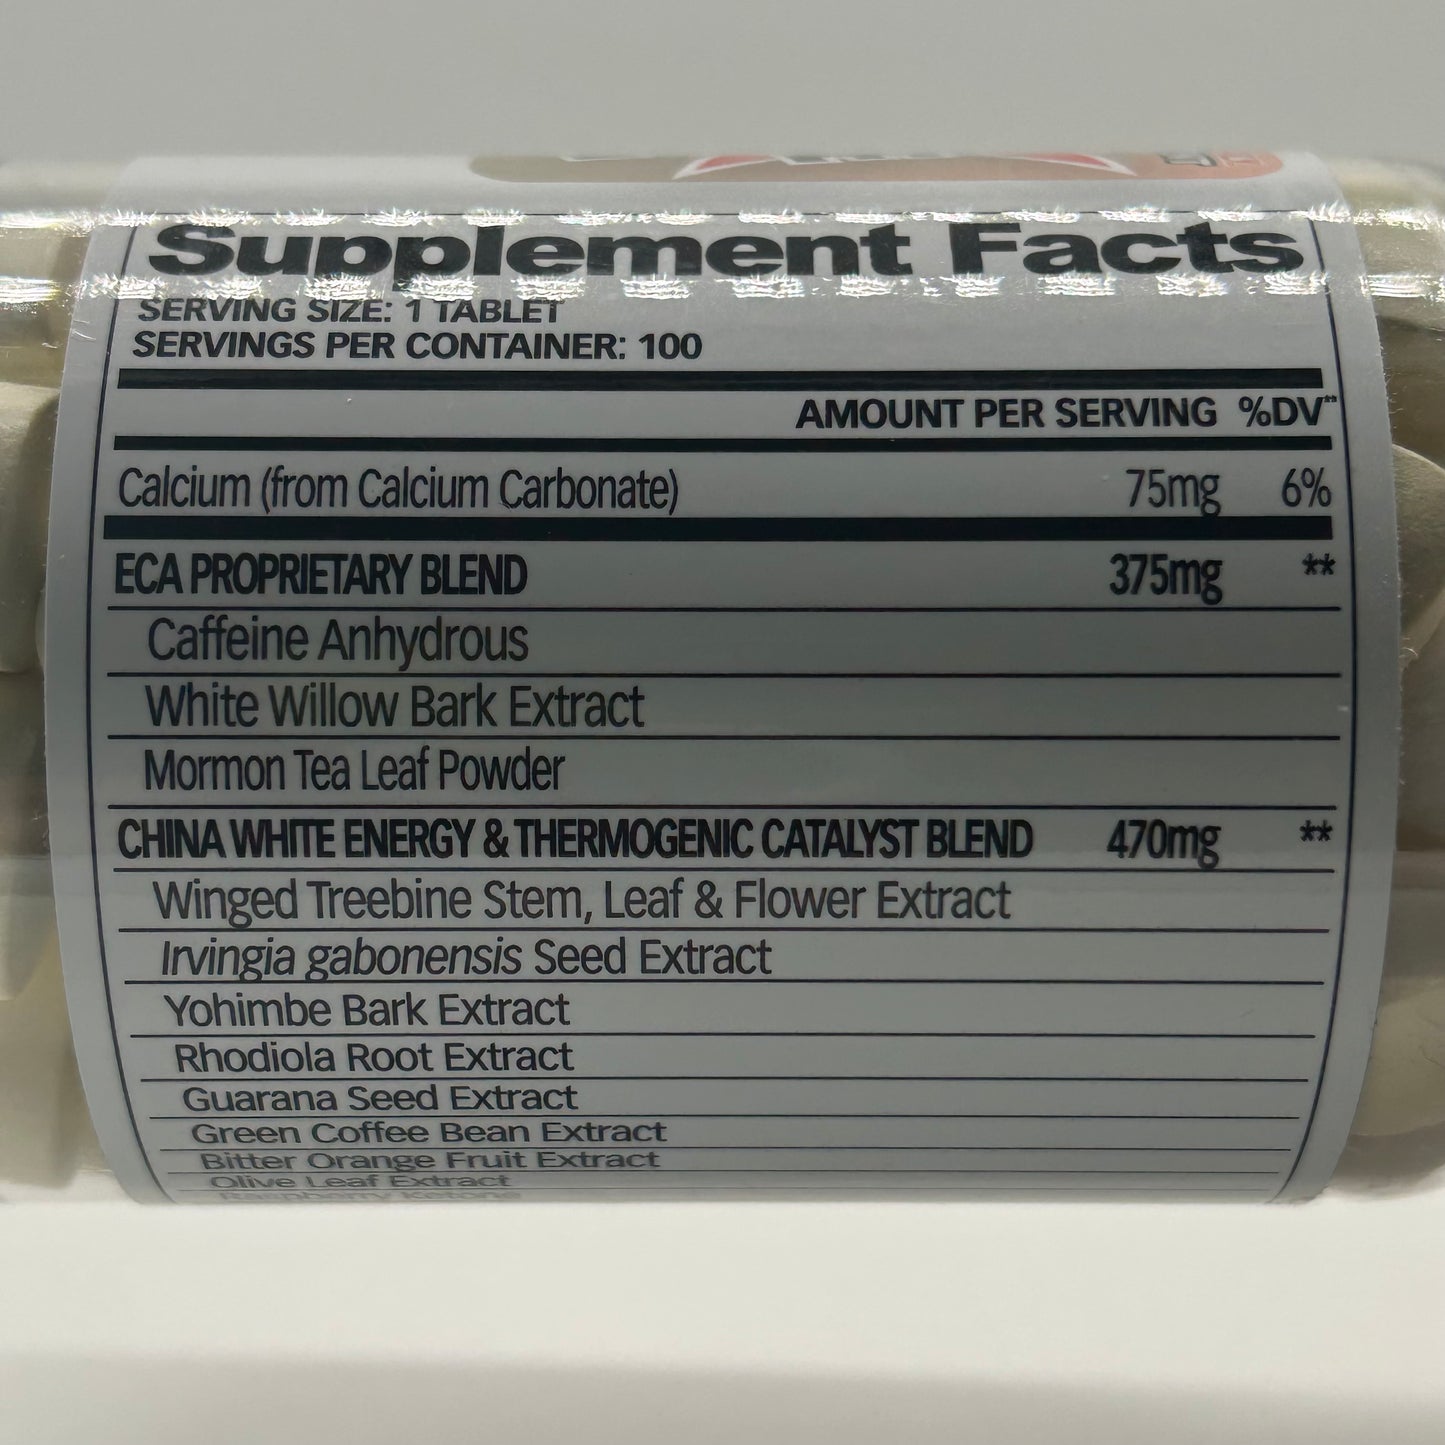 Supplement Facts
SERVING SIZE: 1 TABLET
SERVINGS PER CONTAINER: 100
AMOUNT PER SERVING %DV**
Calcium (from Calcium Carbonate) 75mg 6%
ECA PROPRIETARY BLEND 375mg **
Caffeine Anhydrous
White Willow Bark Extract
Mormon Tea Leaf Powder
CHINA WHITE ENERGY & THERMOGENIC CATALYST BLEND 470mg **
Winged Treebine Stem, Leaf & Flower Extract
Irvingia gabonensis Seed Extract
Yohimbe Bark Extract
Rhodiola Root Extract
Guarana Seed Extract
Green Coffee Bean Extract
Bitter Orange Fruit Extract
Olive Leaf Extract
Raspberry Ketone